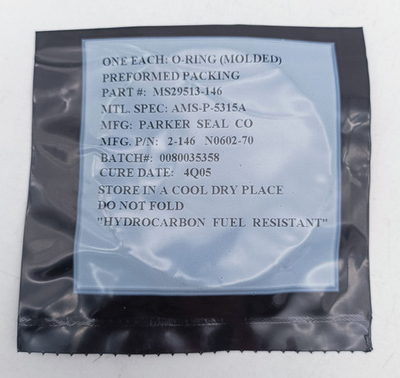 ONE EACH: O-RING (MOLDED)
PREFORMED PACKING
PART #: MS29513-146
MTL. SPEC: AMS-P-5315A
MFG: PARKER SEAL CO
MFG. P/N: 2-146 N0602-70
BATCH#: 0080035358
CURE DATE: 4Q05
STORE IN A COOL DRY PLACE
DO NOT FOLD
"HYDROCARBON FUEL RESISTANT"